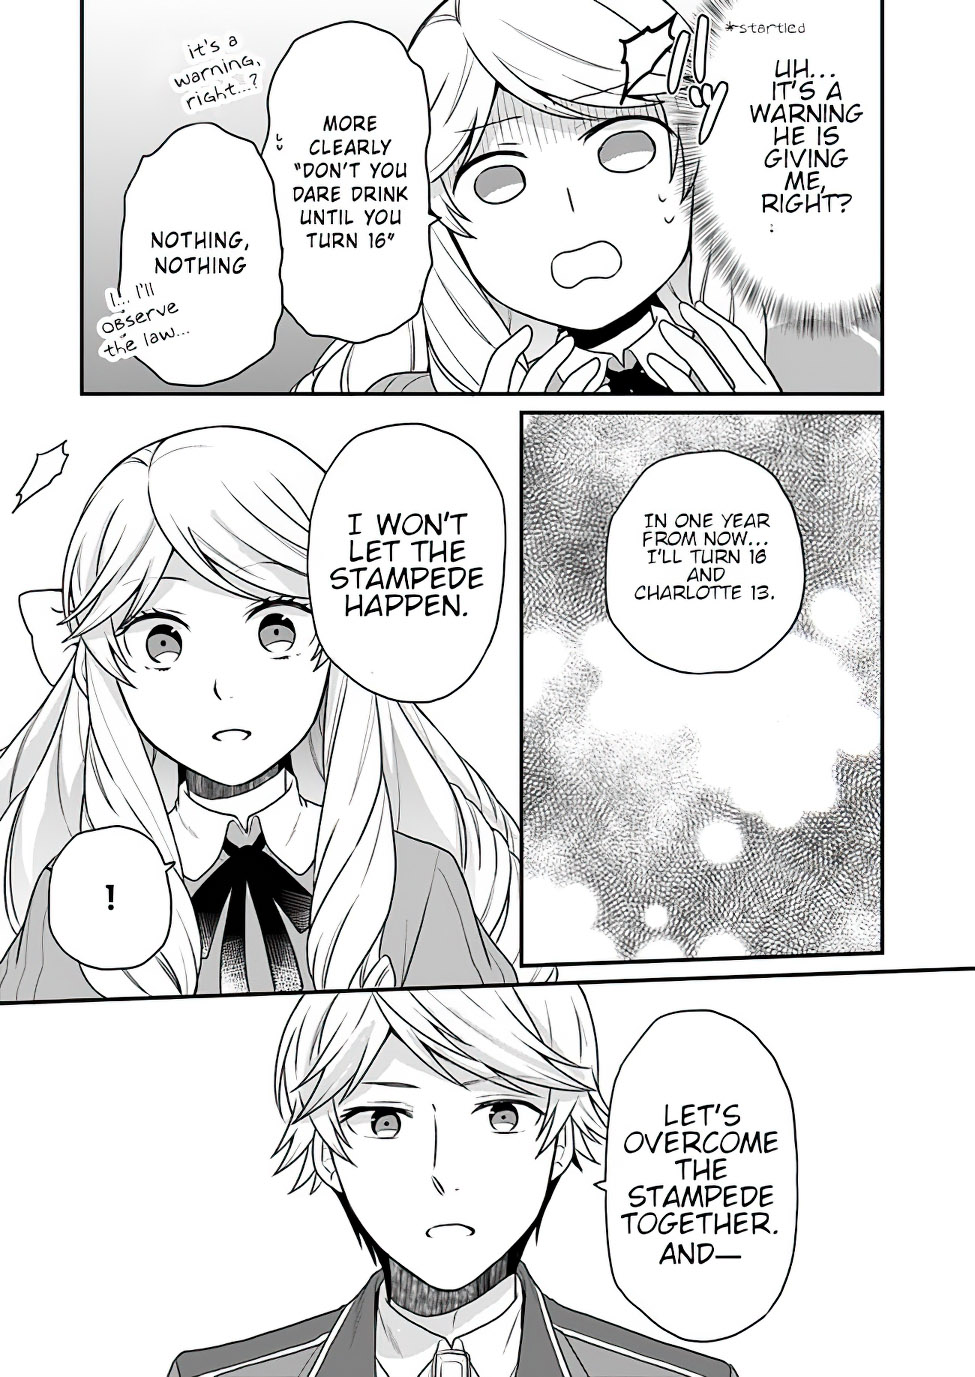 *startled
UH...
IT'S A
WARNING
HE IS
GIVING
ME,
RIGHT?
MORE
CLEARLY
"DON'T YOU
DARE DRINK
UNTIL YOU
TURN 16"
it's a
warning,
right...?
NOTHING,
NOTHING
I... I'll
observe
the law...
IN ONE YEAR
FROM NOW...
I'LL TURN 16
AND
CHARLOTTE 13.
I WON'T
LET THE
STAMPEDE
HAPPEN.
!
LET'S
OVERCOME
THE
STAMPEDE
TOGETHER.
AND—